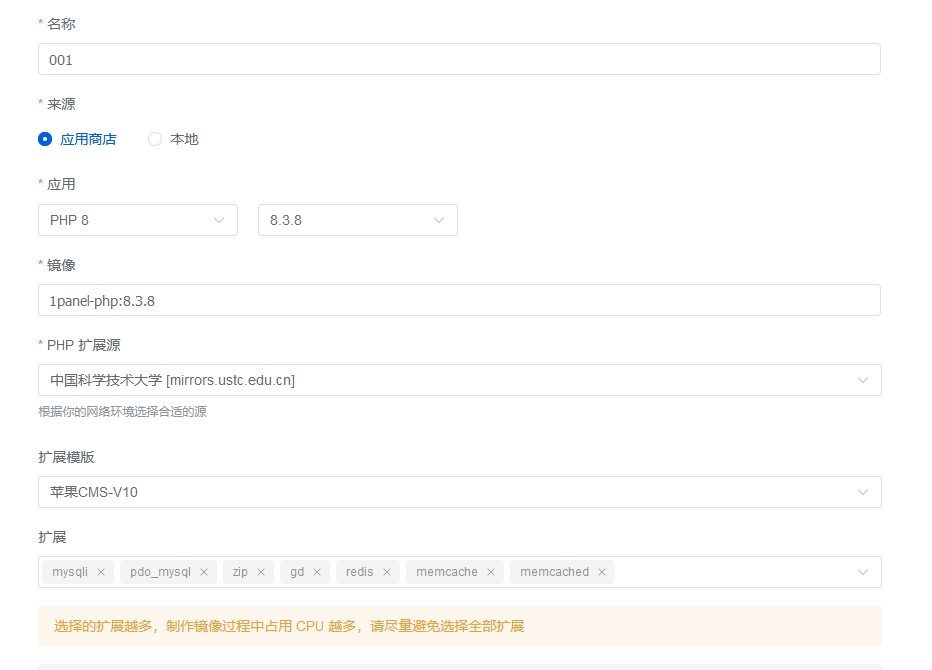 * 名称
001
* 来源
应用商店 本地
* 应用
PHP 8 8.3.8
* 镜像
1panel-php:8.3.8
* PHP 扩展源
中国科学技术大学 [mirrors.ustc.edu.cn]
根据你的网络环境选择合适的源
扩展模版
苹果CMS-V10
扩展
mysqli × pdo_mysql × zip × gd × redis × memcache × memcached ×
选择的扩展越多，制作镜像过程中占用 CPU 越多，请尽量避免选择全部扩展